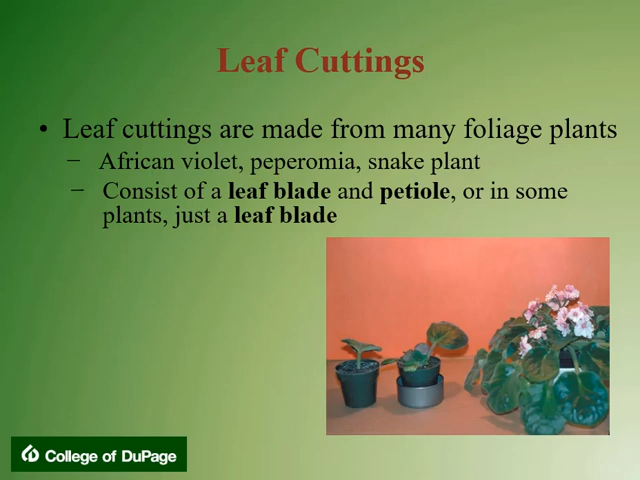 Leaf Cuttings
• Leaf cuttings are made from many foliage plants
– African violet, peperomia, snake plant
– Consist of a leaf blade and petiole, or in some
plants, just a leaf blade
College of DuPage